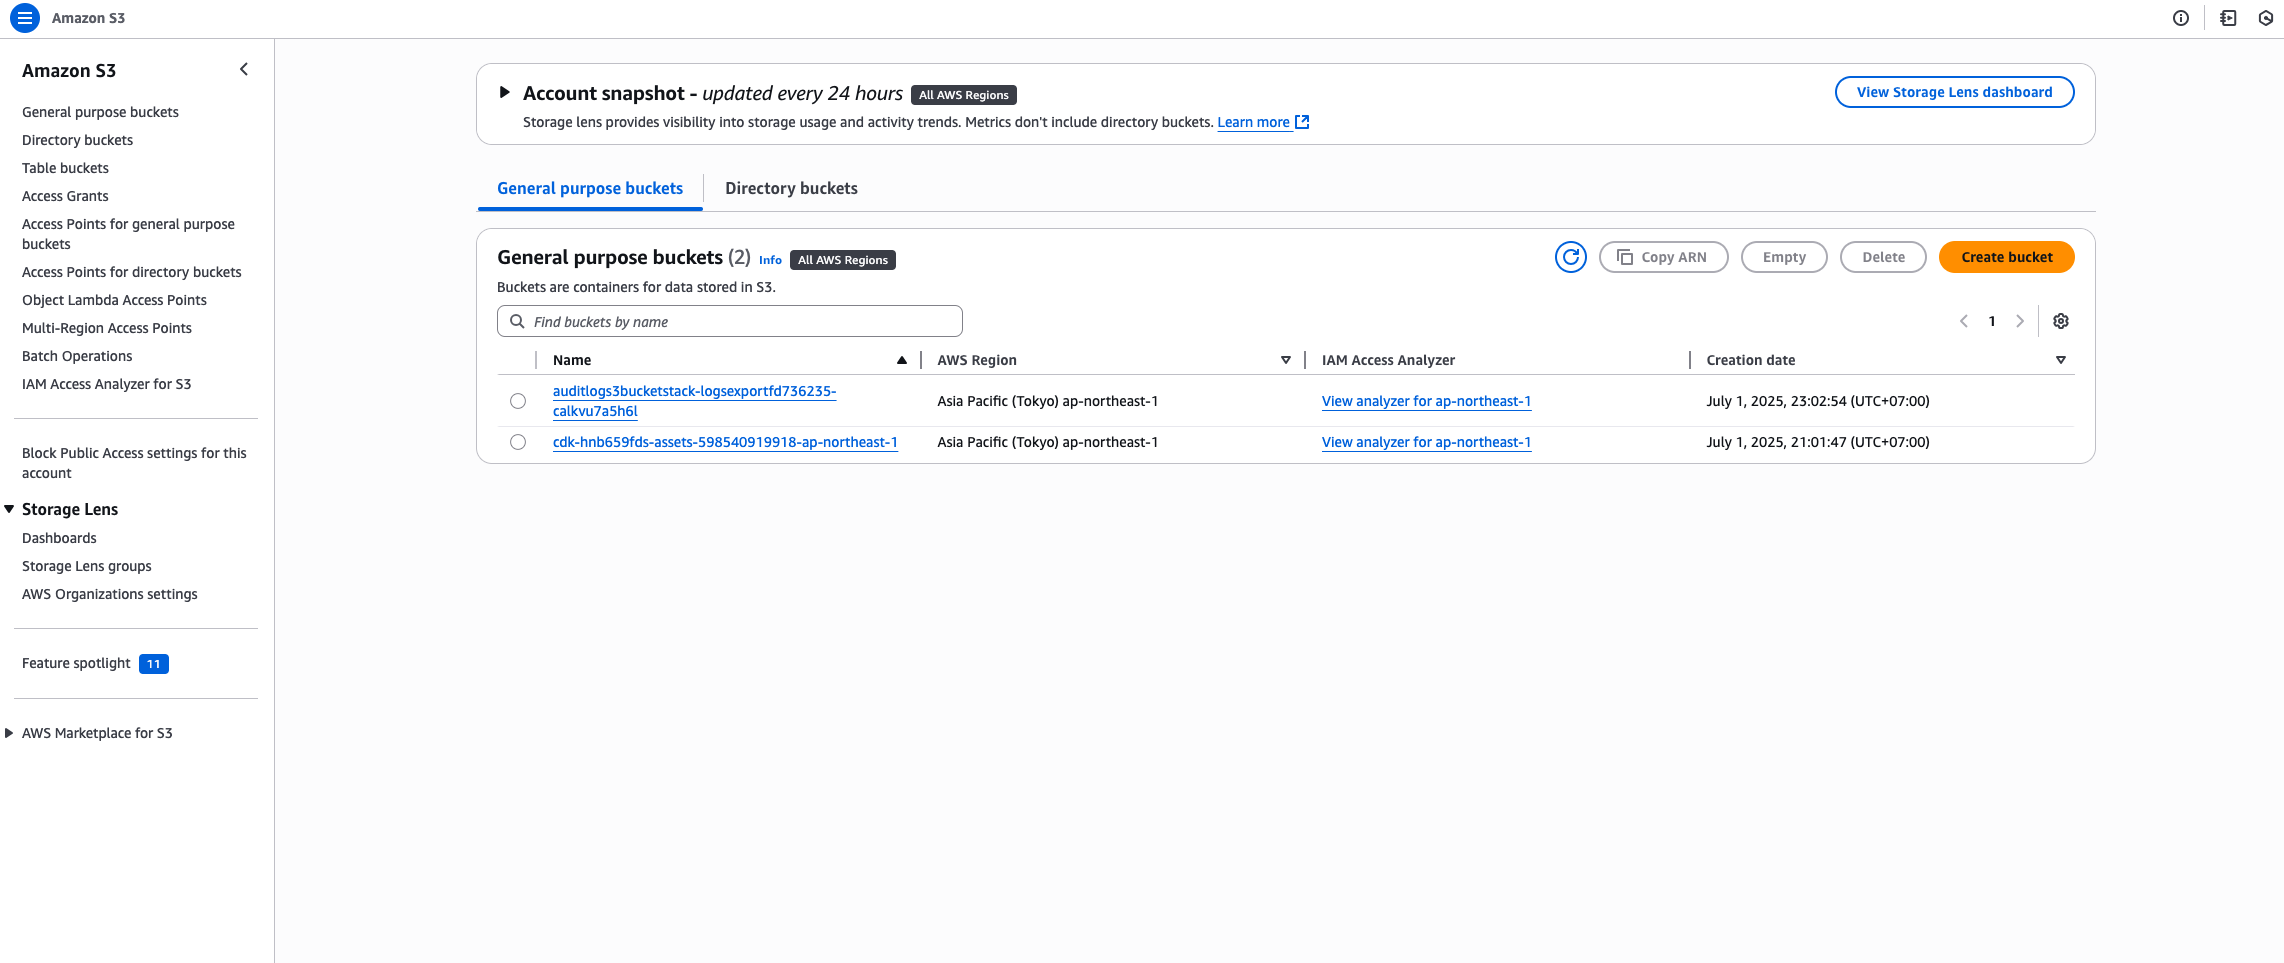 Amazon S3
Amazon S3
General purpose buckets
Directory buckets
Table buckets
Access Grants
Access Points for general purpose
buckets
Access Points for directory buckets
Object Lambda Access Points
Multi-Region Access Points
Batch Operations
IAM Access Analyzer for S3
Block Public Access settings for this
account
Storage Lens
Dashboards
Storage Lens groups
AWS Organizations settings
Feature spotlight 11
AWS Marketplace for S3
Account snapshot - updated every 24 hours All AWS Regions
View Storage Lens dashboard
Storage lens provides visibility into storage usage and activity trends. Metrics don't include directory buckets. Learn more
General purpose buckets Directory buckets
General purpose buckets (2) Info All AWS Regions
Copy ARN Empty Delete Create bucket
Buckets are containers for data stored in S3.
Find buckets by name
1
Name AWS Region IAM Access Analyzer Creation date
auditlogs3bucketstack-logsexportfd736235-
calkvu7a5h6l
Asia Pacific (Tokyo) ap-northeast-1 View analyzer for ap-northeast-1 July 1, 2025, 23:02:54 (UTC+07:00)
cdk-hnb659fds-assets-598540919918-ap-northeast-1 Asia Pacific (Tokyo) ap-northeast-1 View analyzer for ap-northeast-1 July 1, 2025, 21:01:47 (UTC+07:00)